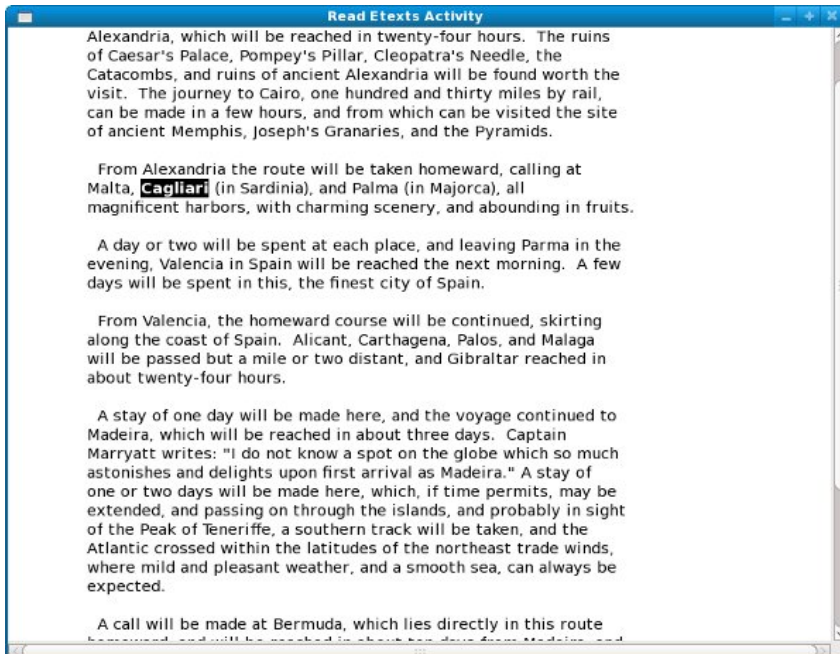 Read Etexts Activity
Alexandria, which will be reached in twenty-four hours.  The ruins
of Caesar's Palace, Pompey's Pillar, Cleopatra's Needle, the
Catacombs, and ruins of ancient Alexandria will be found worth the
visit.  The journey to Cairo, one hundred and thirty miles by rail,
can be made in a few hours, and from which can be visited the site
of ancient Memphis, Joseph's Granaries, and the Pyramids.
From Alexandria the route will be taken homeward, calling at
Malta, Cagliari (in Sardinia), and Palma (in Majorca), all
magnificent harbors, with charming scenery, and abounding in fruits.
A day or two will be spent at each place, and leaving Parma in the
evening, Valencia in Spain will be reached the next morning.  A few
days will be spent in this, the finest city of Spain.
From Valencia, the homeward course will be continued, skirting
along the coast of Spain.  Alicant, Carthagena, Palos, and Malaga
will be passed but a mile or two distant, and Gibraltar reached in
about twenty-four hours.
A stay of one day will be made here, and the voyage continued to
Madeira, which will be reached in about three days.  Captain
Marryatt writes: "I do not know a spot on the globe which so much
astonishes and delights upon first arrival as Madeira." A stay of
one or two days will be made here, which, if time permits, may be
extended, and passing on through the islands, and probably in sight
of the Peak of Teneriffe, a southern track will be taken, and the
Atlantic crossed within the latitudes of the northeast trade winds,
where mild and pleasant weather, and a smooth sea, can always be
expected.
A call will be made at Bermuda, which lies directly in this route
homeward, and will be reached in about ten days from Madeira, and